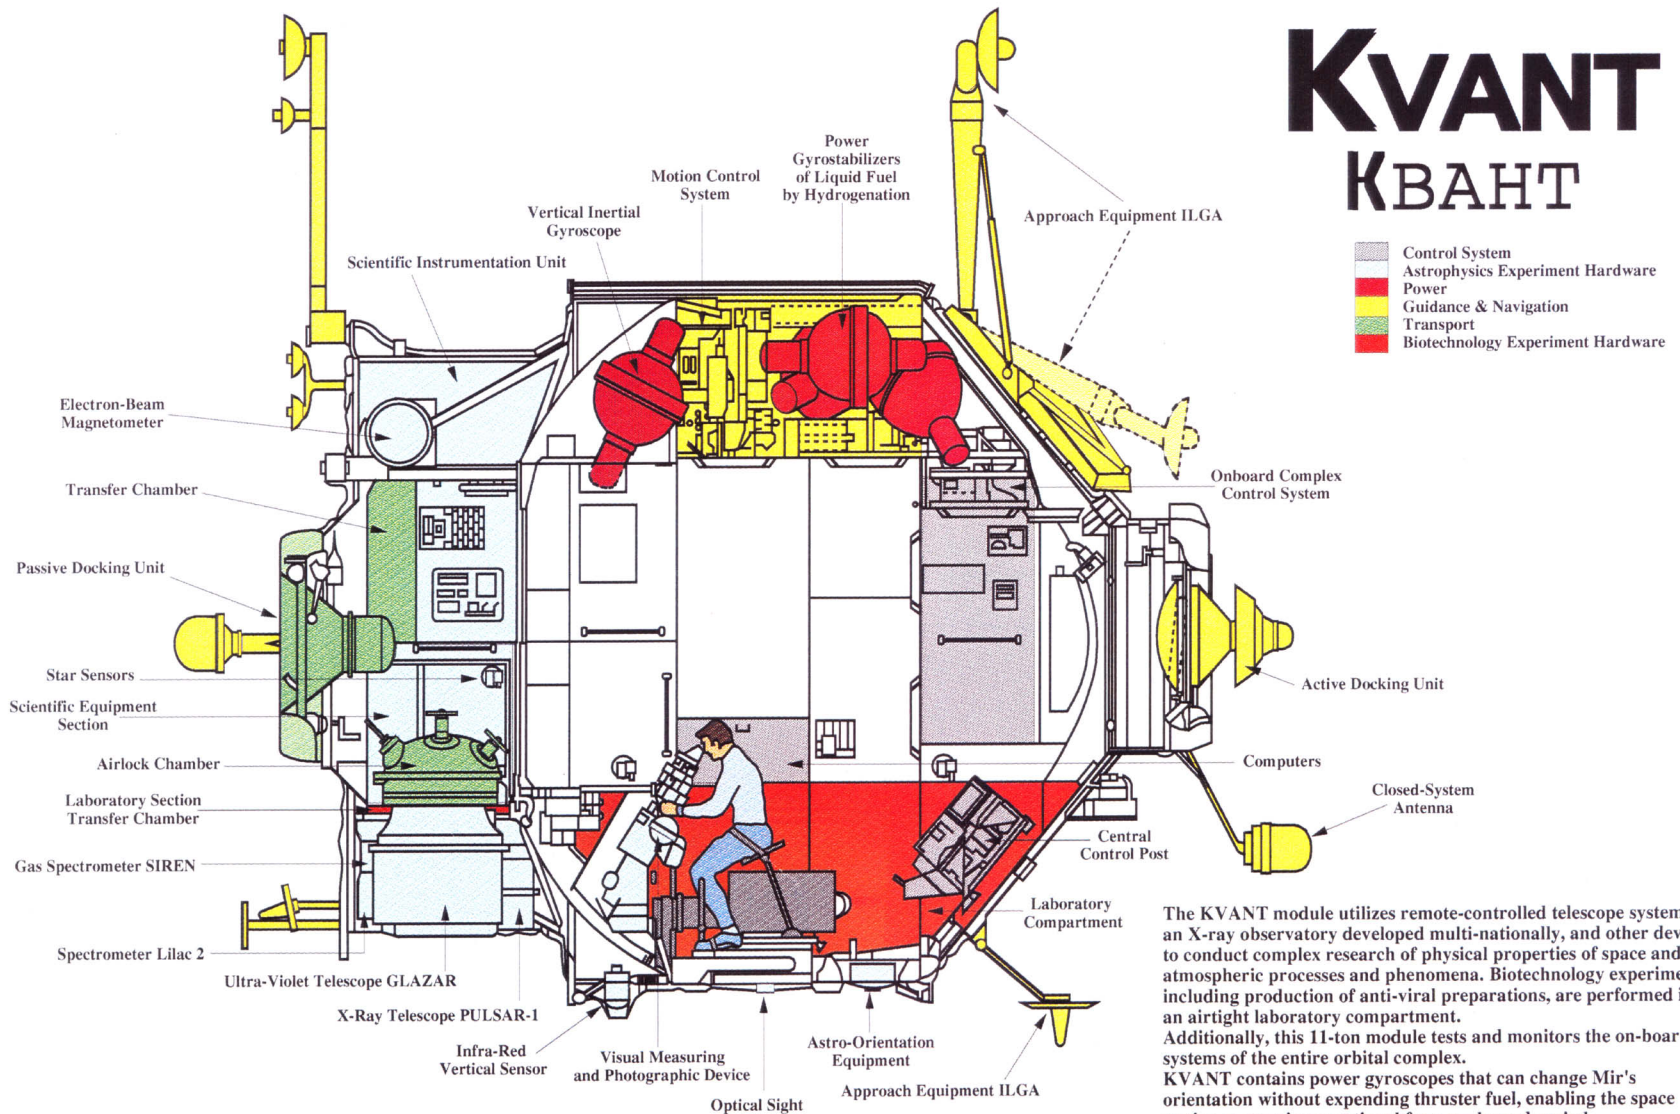 KVANT
КВАНТ
Control System
Astrophysics Experiment Hardware
Power
Guidance & Navigation
Transport
Biotechnology Experiment Hardware
Power
Gyrostabilizers
of Liquid Fuel
by Hydrogenation
Motion Control
System
Vertical Inertial
Gyroscope
Scientific Instrumentation Unit
Approach Equipment ILGA
Electron-Beam
Magnetometer
Transfer Chamber
Passive Docking Unit
Star Sensors
Scientific Equipment
Section
Airlock Chamber
Laboratory Section
Transfer Chamber
Gas Spectrometer SIREN
Spectrometer Lilac 2
Ultra-Violet Telescope GLAZAR
X-Ray Telescope PULSAR-1
Infra-Red
Vertical Sensor
Visual Measuring
and Photographic Device
Optical Sight
Astro-Orientation
Equipment
Approach Equipment ILGA
Onboard Complex
Control System
Active Docking Unit
Computers
Closed-System
Antenna
Central
Control Post
Laboratory
Compartment
The KVANT module utilizes remote-controlled telescope system
an X-ray observatory developed multi-nationally, and other dev
to conduct complex research of physical properties of space and
atmospheric processes and phenomena. Biotechnology experime
including production of anti-viral preparations, are performed i
an airtight laboratory compartment.
Additionally, this 11-ton module tests and monitors the on-boar
systems of the entire orbital complex.
KVANT contains power gyroscopes that can change Mir's
orientation without expending thruster fuel, enabling the space